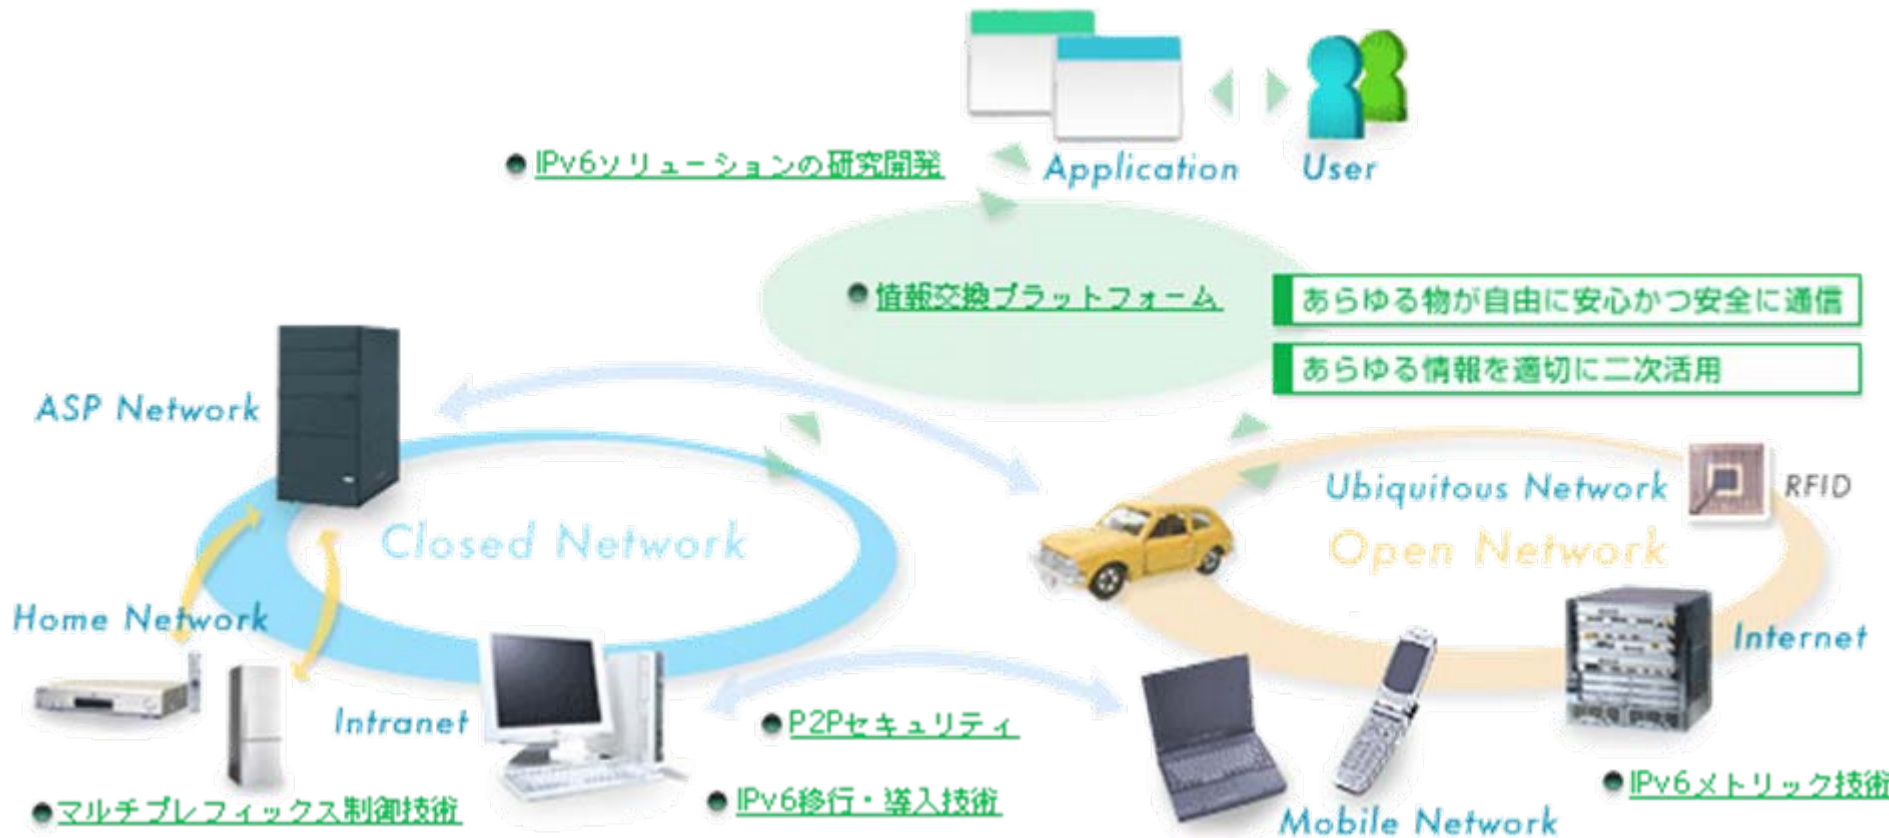 IPv6ソリューションの研究開発
Application
User
情報交換プラットフォーム
あらゆる物が自由に安心かつ安全に通信
あらゆる情報を適切に二次活用
ASP Network
Closed Network
Ubiquitous Network
RFID
Open Network
Home Network
Internet
Intranet
P2Pセキュリティ
マルチプレフィックス制御技術
IPv6移行・導入技術
IPv6メトリック技術
Mobile Network